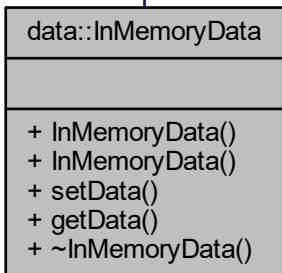 data::InMemoryData
+ InMemoryData()
+ InMemoryData()
+ setData()
+ getData()
+ ~InMemoryData()